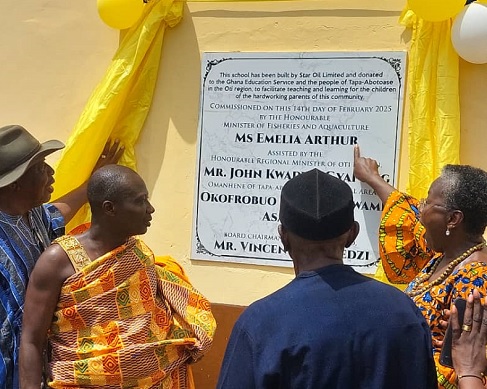 This school has been built by Star Oil Limited and donated
to the Ghana Education Service and the people of Tapa-Abotoase
in the Oti region, to facilitate teaching and learning for the children
of the hardworking parents of this community.
Commissioned on this 14th day of February 2025
by the Honourable
Minister of Fisheries and Aquaculture
Ms Emelia Arthur
Assisted by the
Honourable Regional Minister of Oti
Mr. John Kwa
Omanhene of Tapa
Okofrobuo
Board Chairma
Mr. Vincen